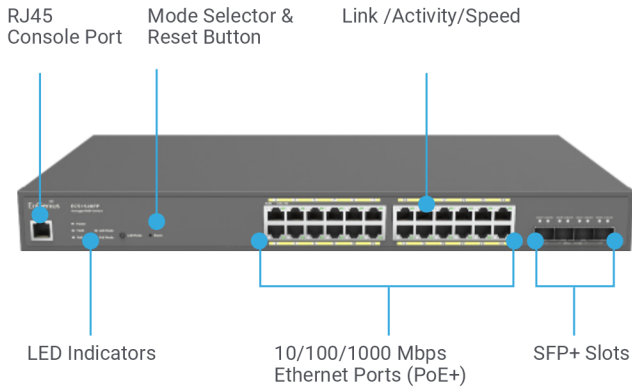 RJ45
Console Port
Mode Selector &
Reset Button
Link /Activity/Speed
EnGenius
LED Indicators
10/100/1000 Mbps
Ethernet Ports (PoE+)
SFP+ Slots